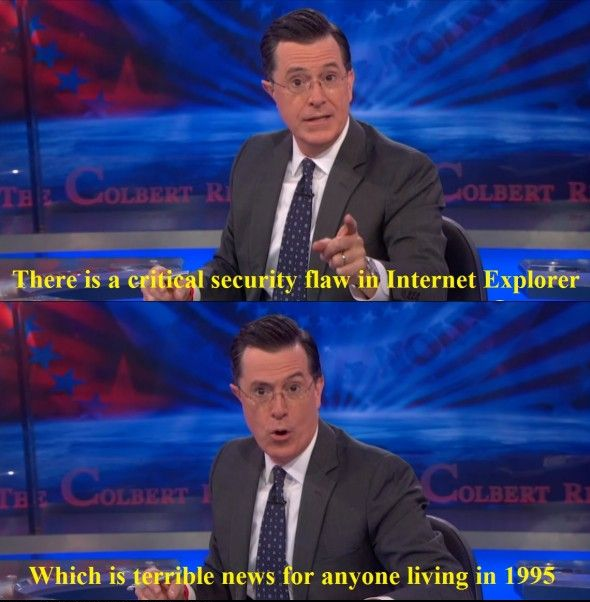 THE COLBERT R
COLBERT R
There is a critical security flaw in Internet Explorer
THE COLBERT
COLBERT RE
Which is terrible news for anyone living in 1995